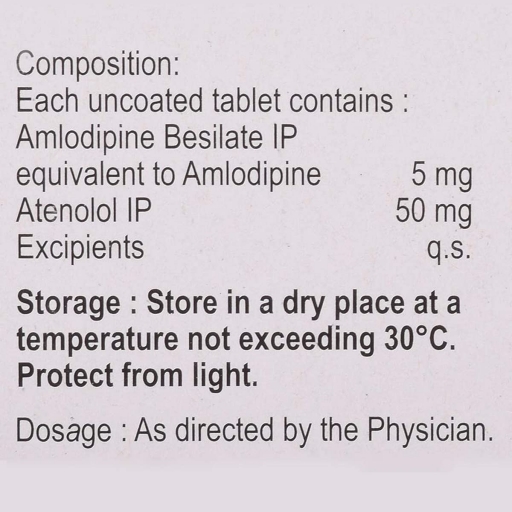 Composition:
Each uncoated tablet contains :
Amlodipine Besilate IP
equivalent to Amlodipine 5 mg
Atenolol IP 50 mg
Excipients q.s.
Storage : Store in a dry place at a
temperature not exceeding 30°C.
Protect from light.
Dosage : As directed by the Physician.